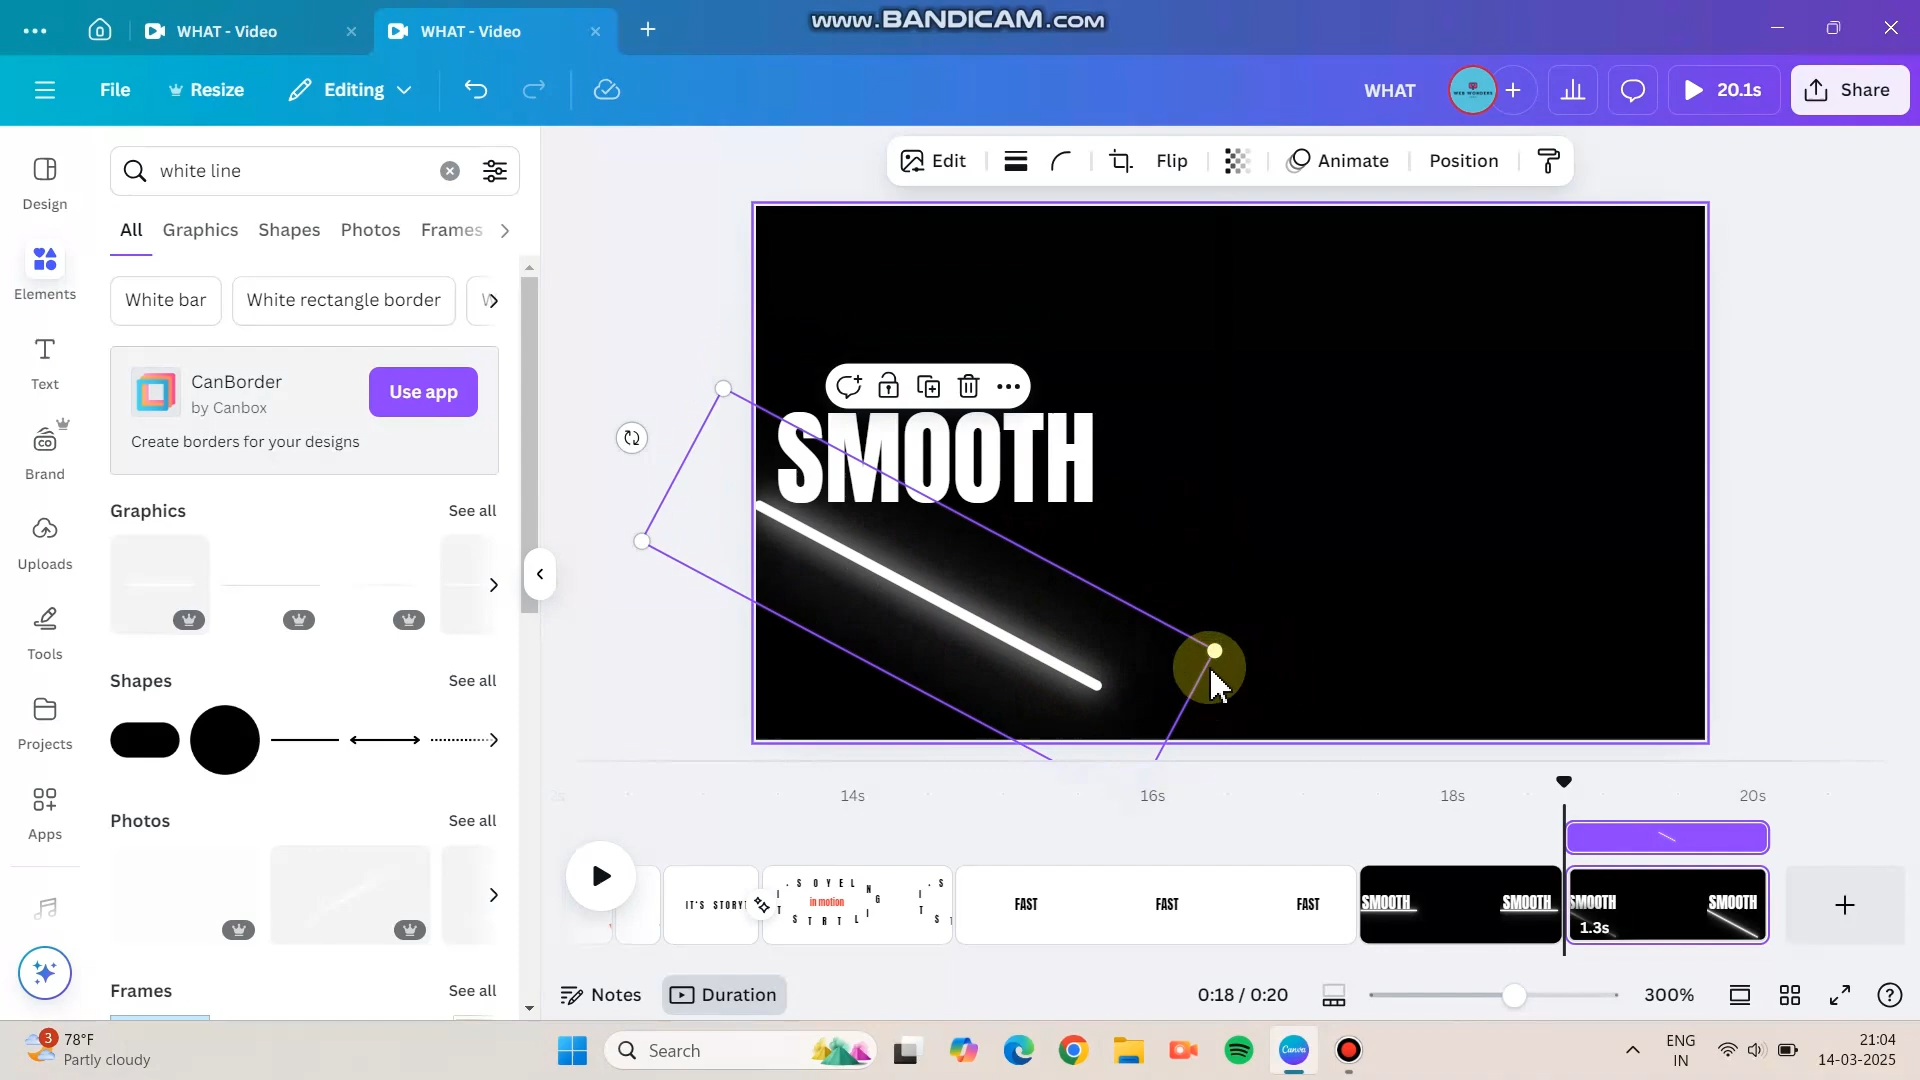 www.BANDICAM.com
WHAT - Video
WHAT - Video
File
Resize
Editing
WHAT
20.1s
Share
white line
Edit
Flip
Animate
Position
Design
Elements
Text
Brand
Uploads
Tools
Projects
Apps
All
Graphics
Shapes
Photos
Frames
White bar
White rectangle border
CanBorder
by Canbox
Use app
Create borders for your designs
Graphics
See all
Shapes
See all
Photos
See all
Frames
See all
SMOOTH
14s
16s
18s
20s
IT'S STORY
in motion
FAST
FAST
FAST
SMOOTH
SMOOTH
SMOOTH
SMOOTH
1.3s
Notes
Duration
0:18 / 0:20
300%
3
78°F
Partly cloudy
Search
Canva
ENG
IN
21:04
14-03-2025